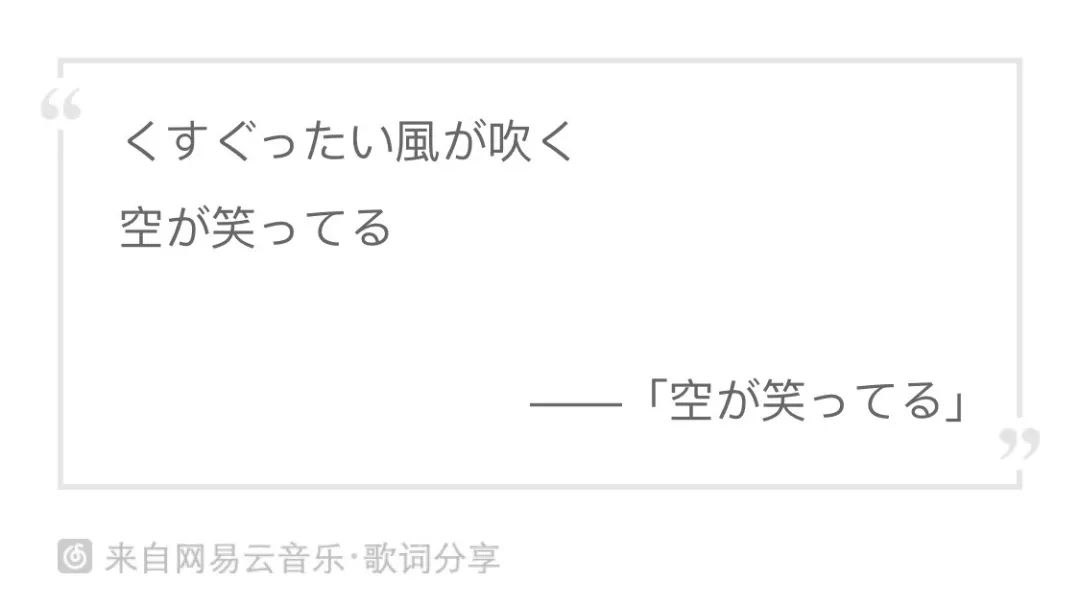 “
くすぐったい風が吹く
空が笑ってる
——「空が笑ってる」
”
来自网易云音乐·歌词分享